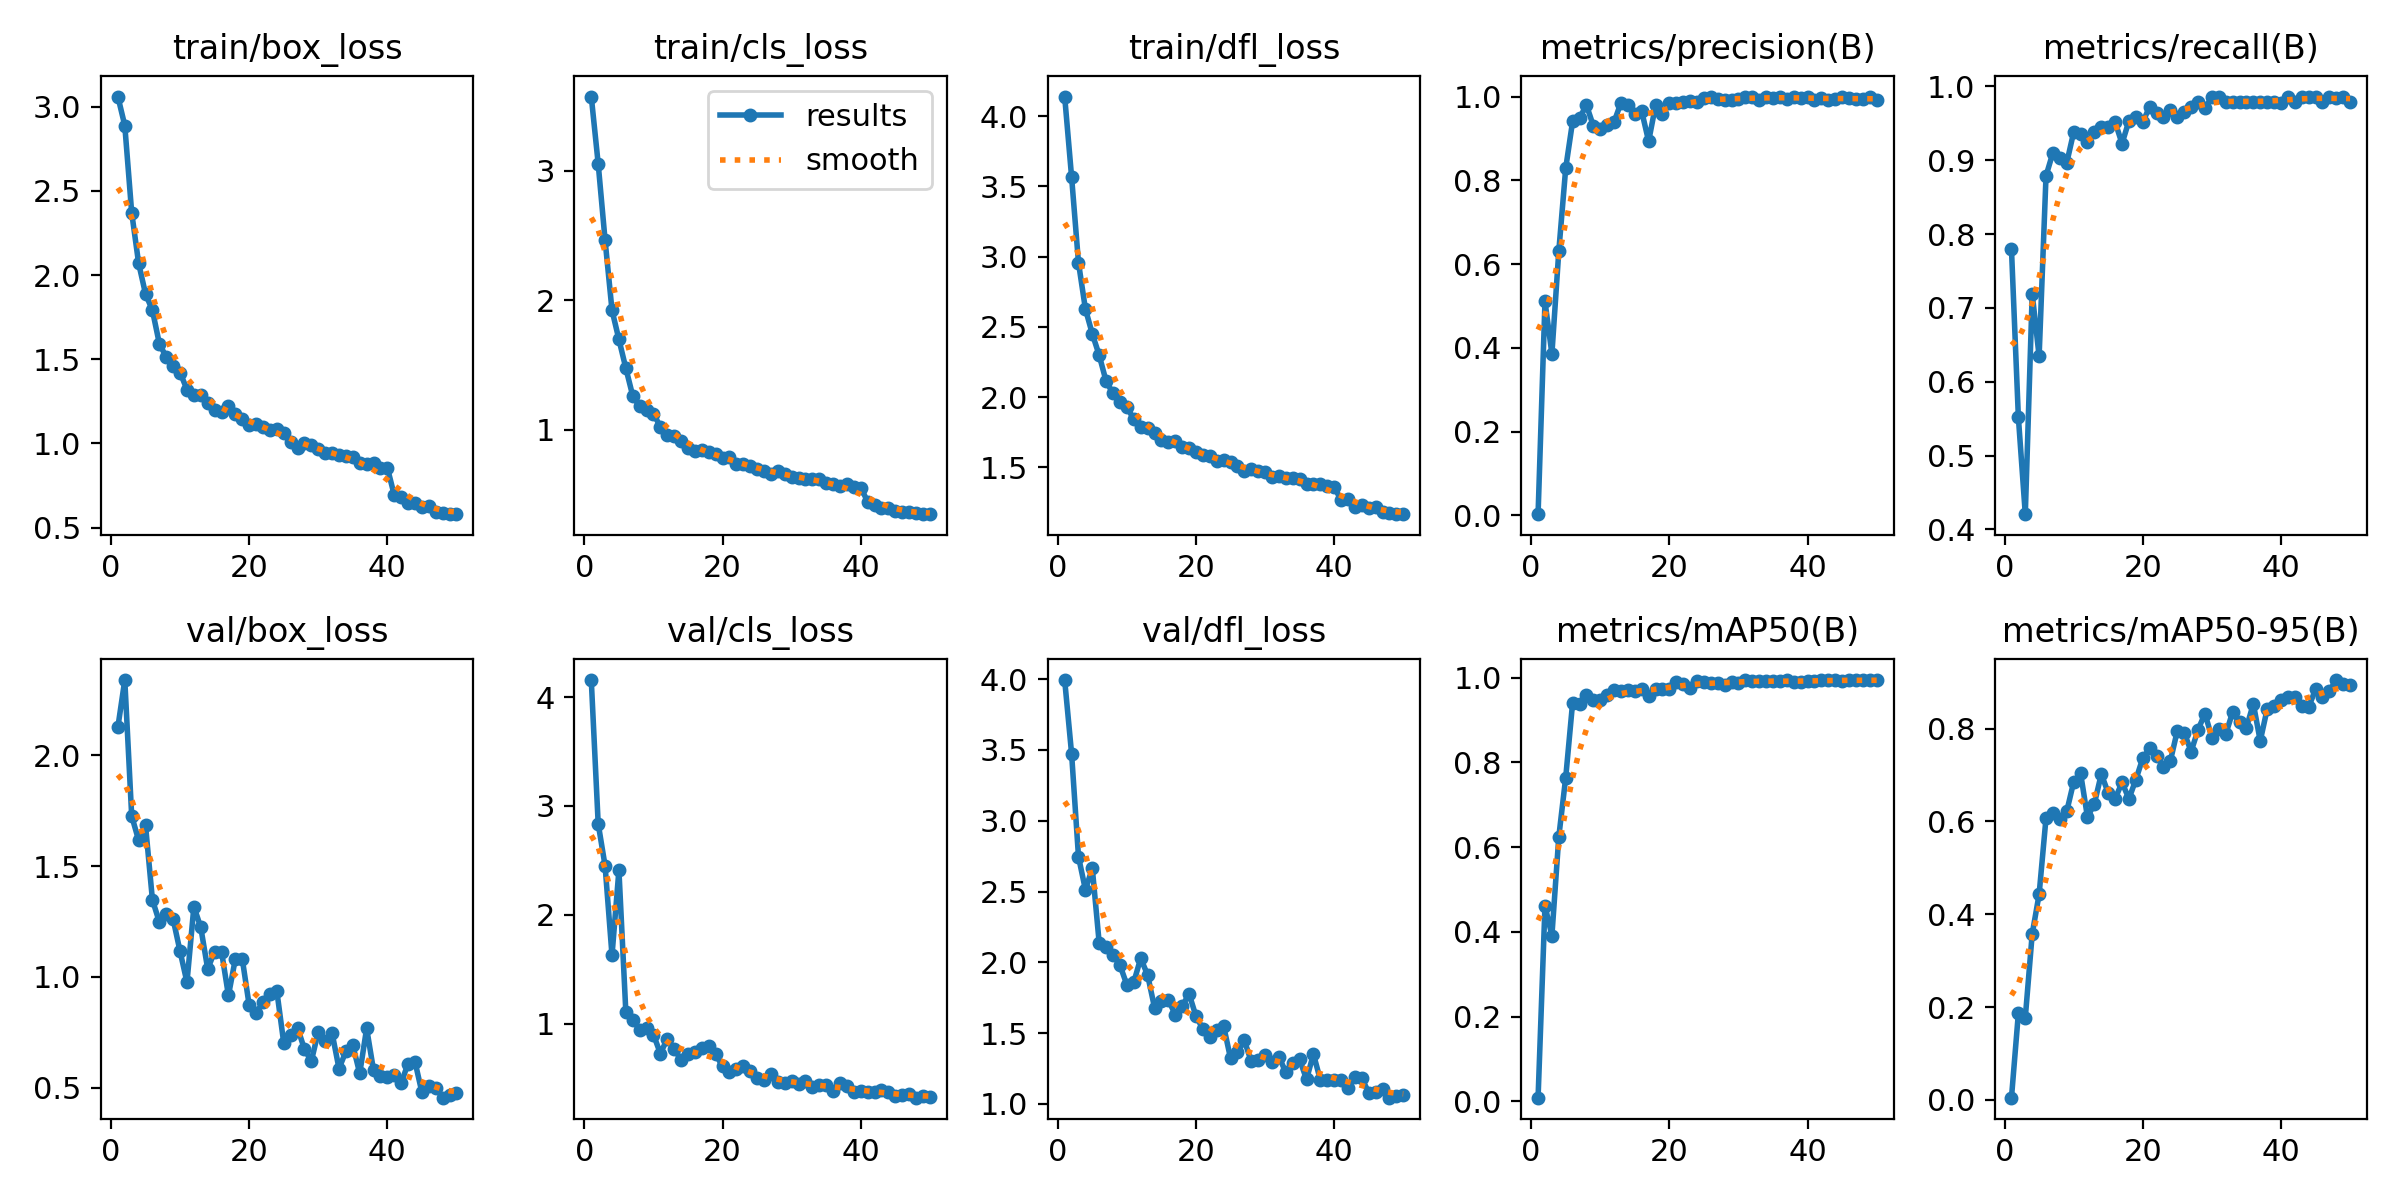 train/box_loss
train/cls_loss
train/dfl_loss
metrics/precision(B)
metrics/recall(B)
3.0
2.5
2.0
1.5
1.0
0.5
0 20 40
results
smooth
3
2
1
0 20 40
4.0
3.5
3.0
2.5
2.0
1.5
0 20 40
1.0
0.8
0.6
0.4
0.2
0.0
0 20 40
1.0
0.9
0.8
0.7
0.6
0.5
0.4
0 20 40
val/box_loss
val/cls_loss
val/dfl_loss
metrics/mAP50(B)
metrics/mAP50-95(B)
2.0
1.5
1.0
0.5
0 20 40
4
3
2
1
0 20 40
4.0
3.5
3.0
2.5
2.0
1.5
1.0
0 20 40
1.0
0.8
0.6
0.4
0.2
0.0
0 20 40
0.8
0.6
0.4
0.2
0.0
0 20 40